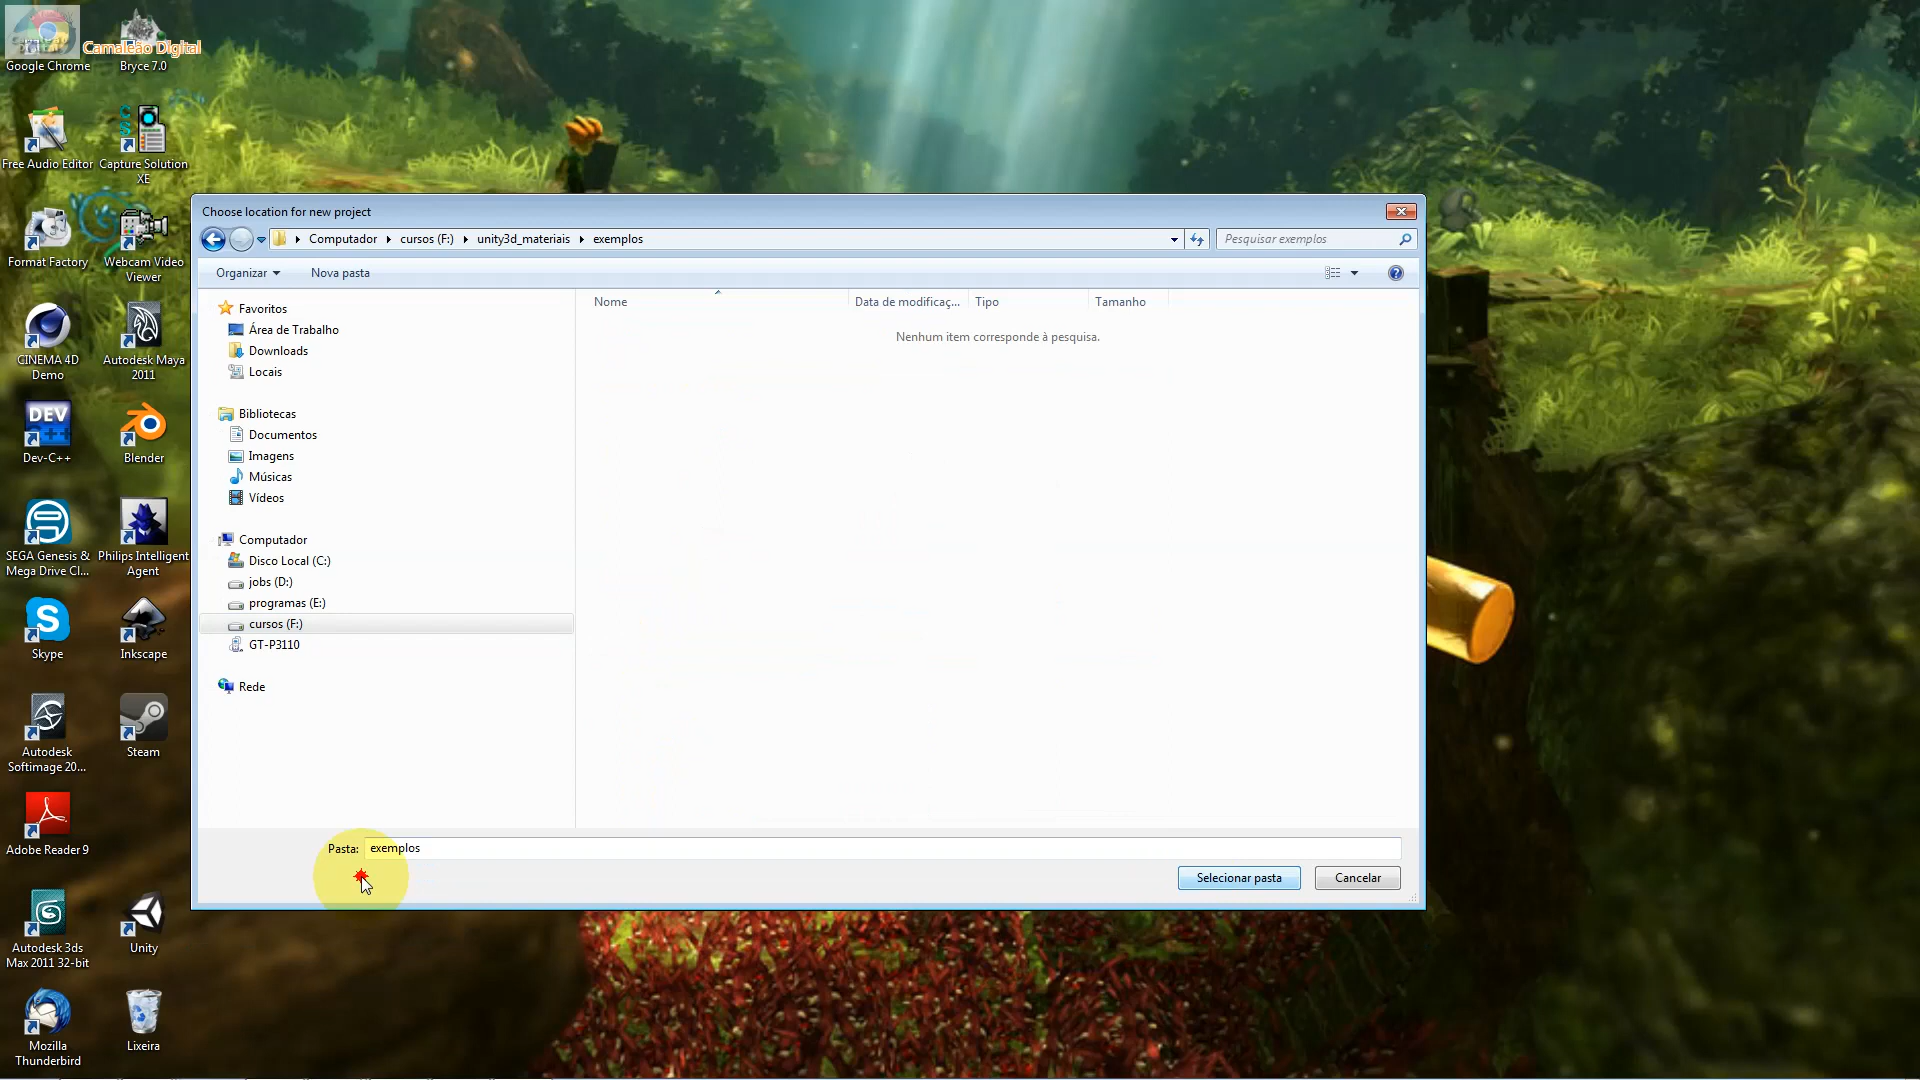 Camaleão Digital
Google Chrome
Bryce 7.0
Free Audio Editor
Capture Solution
XE
Format Factory
Webcam Video
Viewer
CINEMA 4D
Demo
Autodesk Maya
2011
DEV
Dev-C++
Blender
SEGA Genesis &
Mega Drive Cl...
Philips Intelligent
Agent
Skype
Inkscape
Autodesk
Softimage 20...
Steam
Adobe Reader 9
Autodesk 3ds
Max 2011 32-bit
Unity
Mozilla
Thunderbird
Lixeira
Choose location for new project
Computador
cursos (F:)
unity3d_materiais
exemplos
Pesquisar exemplos
Organizar
Nova pasta
Favoritos
Área de Trabalho
Downloads
Locais
Bibliotecas
Documentos
Imagens
Músicas
Vídeos
Computador
Disco Local (C:)
jobs (D:)
programas (E:)
cursos (F:)
GT-P3110
Rede
Nome
Data de modificaç...
Tipo
Tamanho
Nenhum item corresponde à pesquisa.
Pasta: exemplos
Selecionar pasta
Cancelar